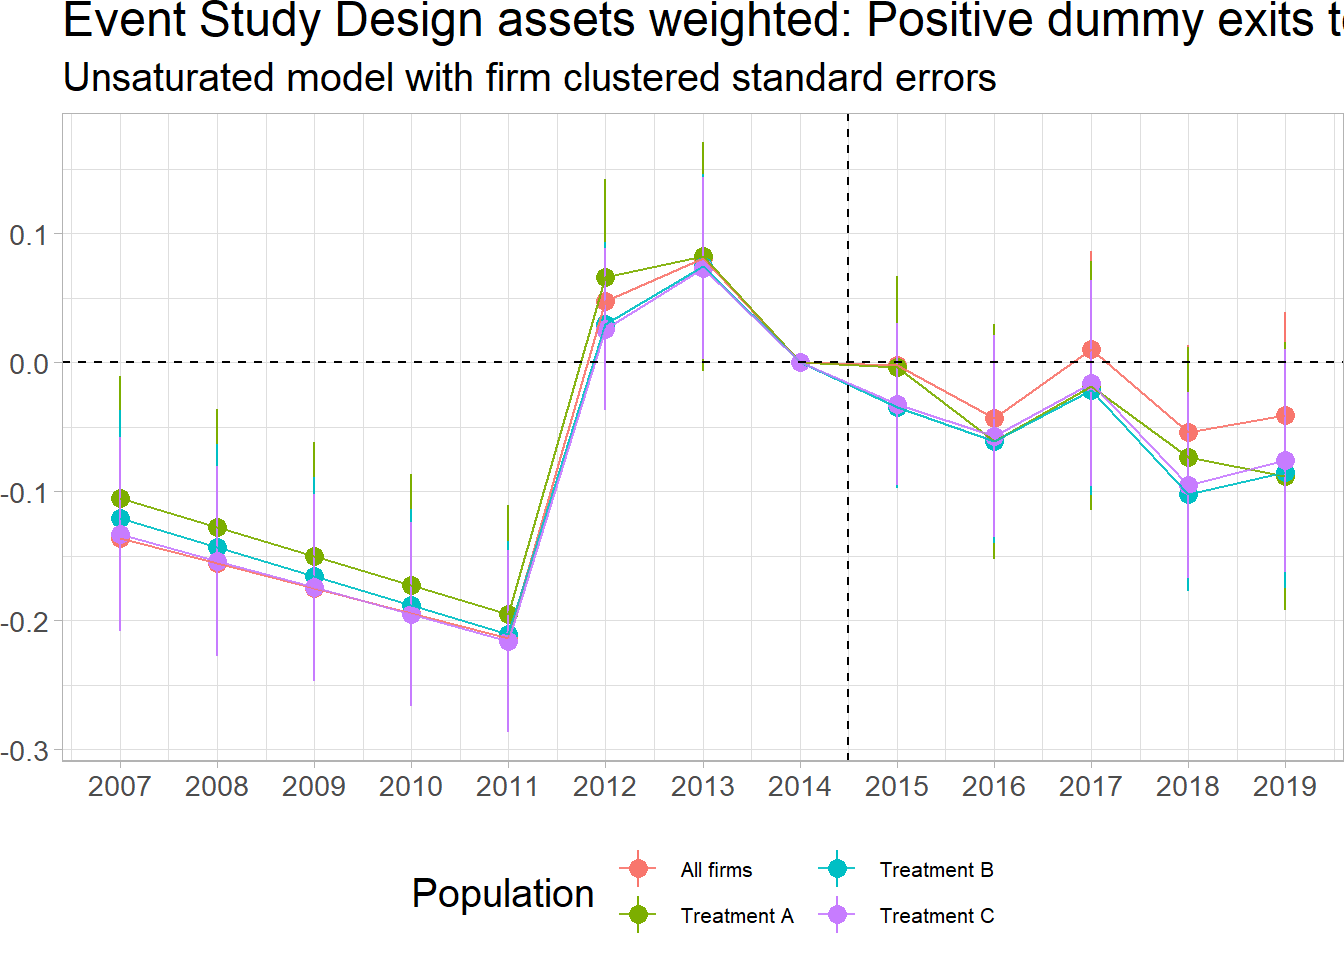 Event Study Design assets weighted: Positive dummy exits
Unsaturated model with firm clustered standard errors
0.1
0.0
-0.1
-0.2
-0.3
2007 2008 2009 2010 2011 2012 2013 2014 2015 2016 2017 2018 2019
Population
All firms
Treatment A
Treatment B
Treatment C